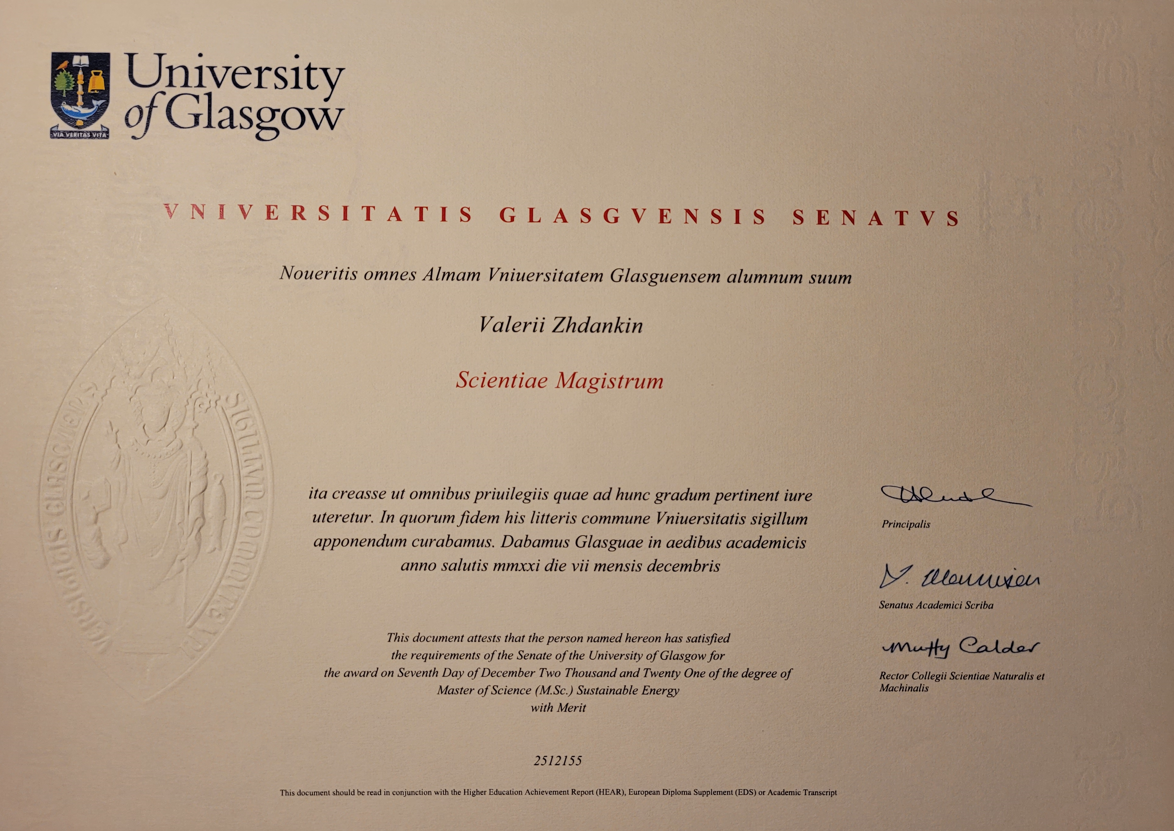 University
of Glasgow
VIA VERITAS VITA
VNIVERSITATIS GLASGVENSIS SENATVS
Noueritis omnes Almam Vniuersitatem Glasguensem alumnum suum
Valerii Zhdankin
Scientiae Magistrum
ita creasse ut omnibus priuilegiis quae ad hunc gradum pertinent iure
uteretur. In quorum fidem his litteris commune Vniuersitatis sigillum
apponendum curabamus. Dabamus Glasguae in aedibus academicis
anno salutis mmxxi die vii mensis decembris
Principalis
Senatus Academici Scriba
Muffy Calder
Rector Collegii Scientiae Naturalis et
Machinalis
This document attests that the person named hereon has satisfied
the requirements of the Senate of the University of Glasgow for
the award on Seventh Day of December Two Thousand and Twenty One of the degree of
Master of Science (M.Sc.) Sustainable Energy
with Merit
2512155
This document should be read in conjunction with the Higher Education Achievement Report (HEAR), European Diploma Supplement (EDS) or Academic Transcript